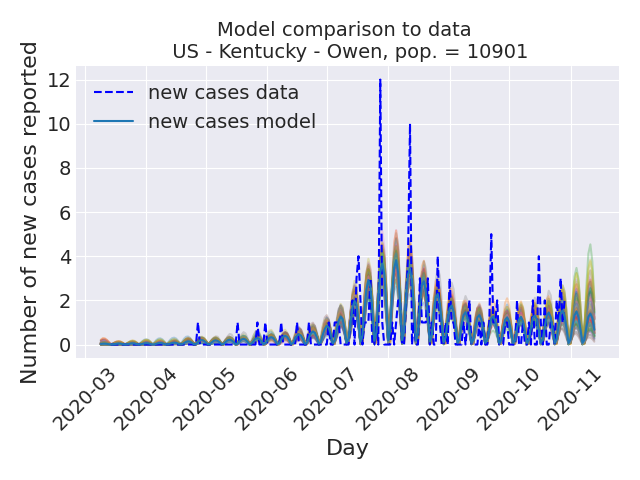 Model comparison to data
US - Kentucky - Owen, pop. = 10901
Number of new cases reported
12
10
8
6
4
2
0
new cases data
new cases model
2020-03
2020-04
2020-05
2020-06
2020-07
2020-08
2020-09
2020-10
2020-11
Day